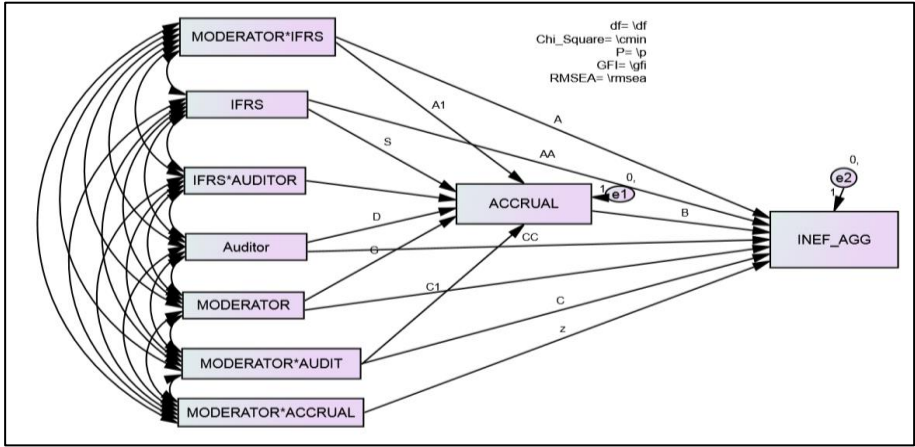 df= \df
Chi_Square= \cmin
P= \p
GFI= \gfi
RMSEA= \rmsea
MODERATOR*IFRS
A1
A
IFRS
S
AA
IFRS*AUDITOR
0,
1
e1
0,
e2
1
ACCRUAL
D
B
INEF_AGG
Auditor
CC
G
MODERATOR
C1
C
MODERATOR*AUDIT
z
MODERATOR*ACCRUAL